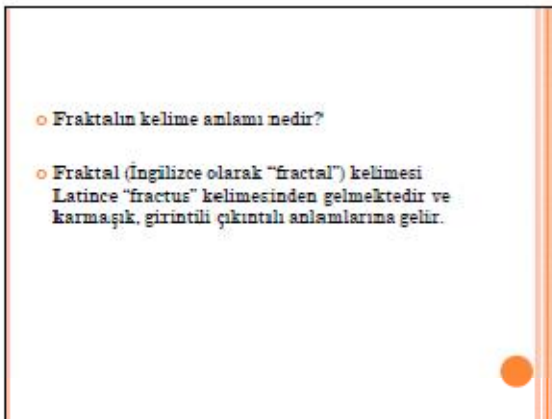 Fraktalın kelime anlamı nedir?
Fraktal (İngilizce olarak “fractal”) kelimesi
Latince “fractus” kelimesinden gelmektedir ve
karmaşık, girintili çıkıntılı anlamlarına gelir.